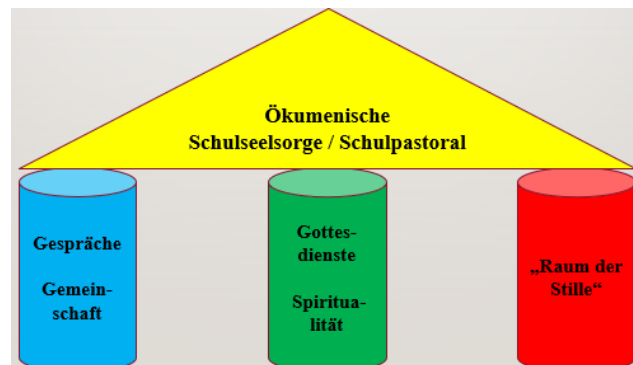 Ökumenische
Schulseelsorge / Schulpastoral
Gespräche
Gemein-
schaft
Gottes-
dienste
Spiritua-
lität
„Raum der
Stille“